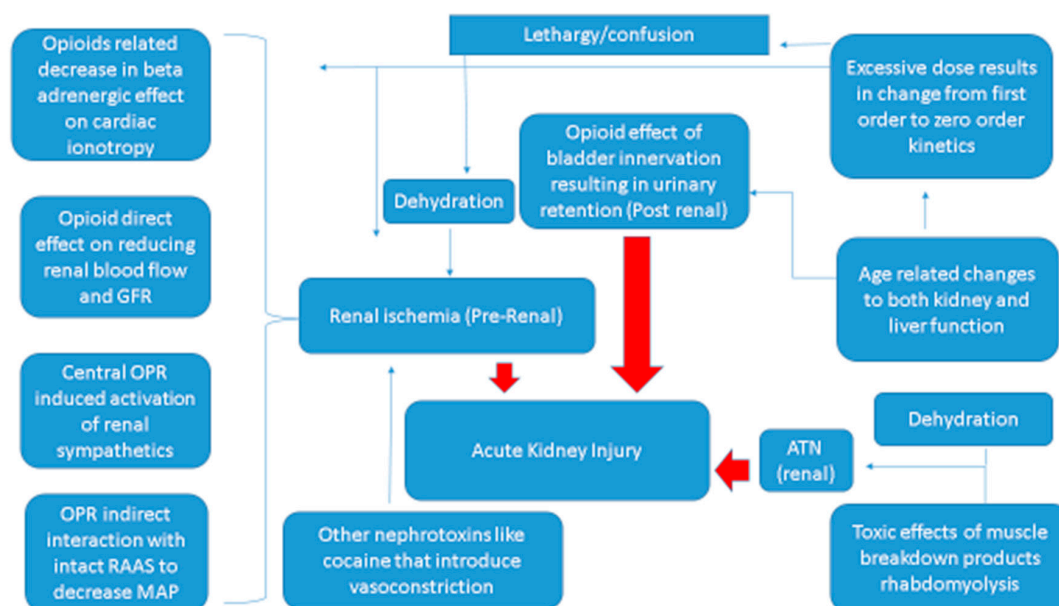 Opioids related
decrease in beta
adrenergic effect
on cardiac
ionotropy
Opioid direct
effect on reducing
renal blood flow
and GFR
Central OPR
induced activation
of renal
sympathetics
OPR indirect
interaction with
intact RAAS to
decrease MAP
Lethargy/confusion
Dehydration
Opioid effect of
bladder innervation
resulting in urinary
retention (Post renal)
Renal ischemia (Pre-Renal)
Acute Kidney Injury
Other nephrotoxins like
cocaine that introduce
vasoconstriction
Excessive dose results
in change from first
order to zero order
kinetics
Age related changes
to both kidney and
liver function
Dehydration
ATN
(renal)
Toxic effects of muscle
breakdown products
rhabdomyolysis